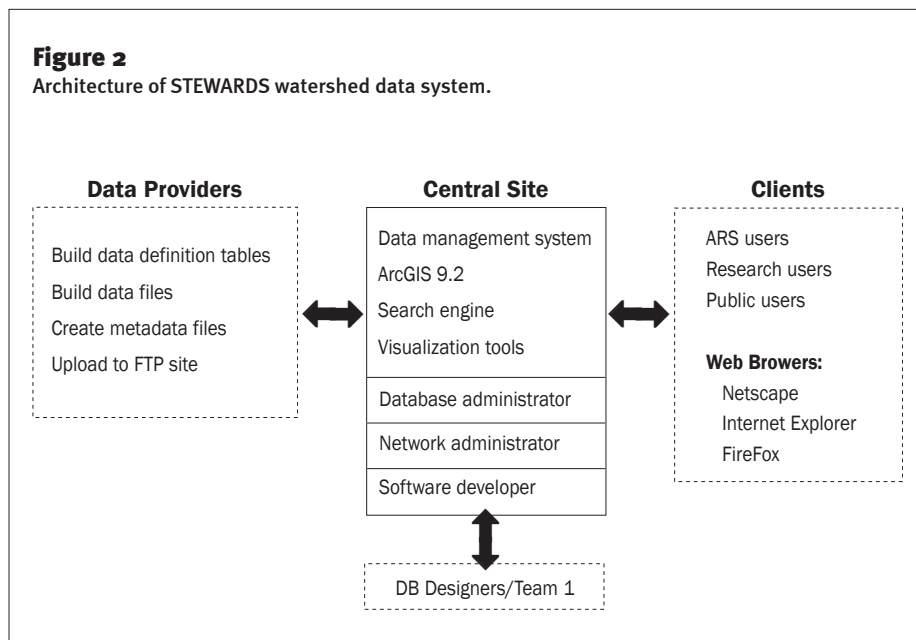 Figure 2
Architecture of STEWARDS watershed data system.
Data Providers
Build data definition tables
Build data files
Create metadata files
Upload to FTP site
Central Site
Data management system
ArcGIS 9.2
Search engine
Visualization tools
Database administrator
Network administrator
Software developer
Clients
ARS users
Research users
Public users
Web Browers:
Netscape
Internet Explorer
FireFox
DB Designers/Team 1